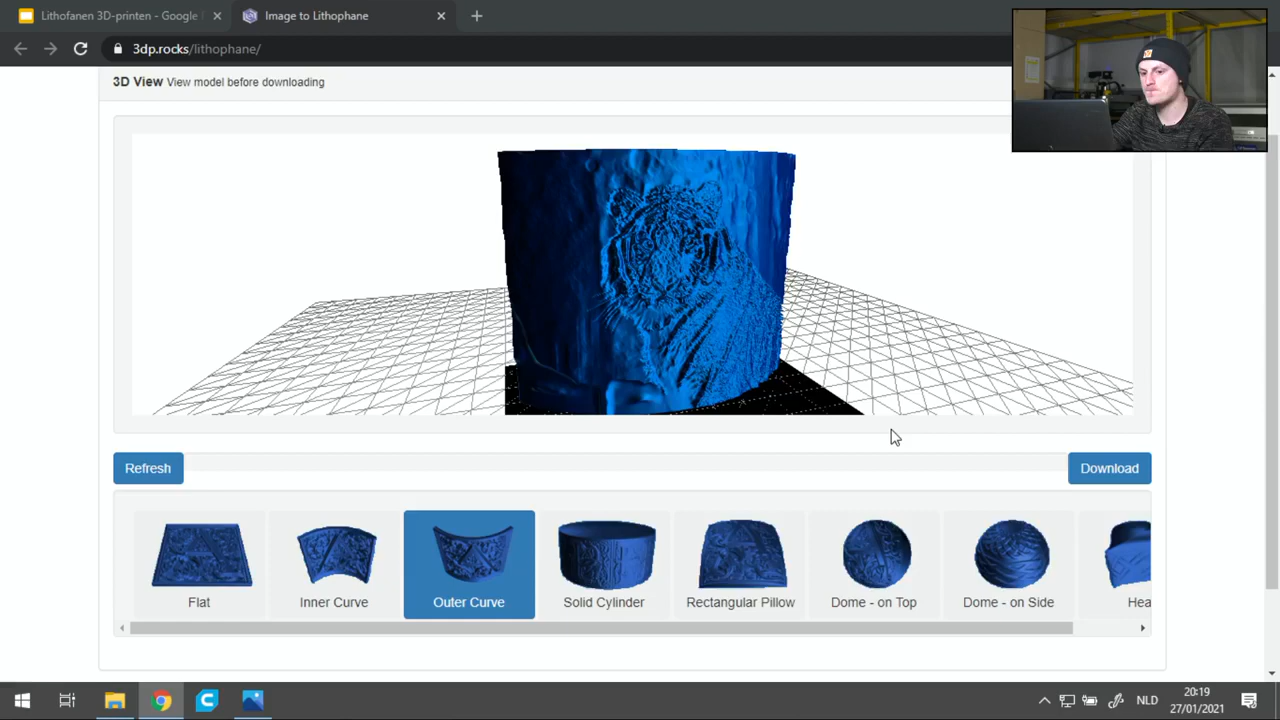 Lithofanen 3D-printen - Google
Image to Lithophane
3dp.rocks/lithophane/
3D View View model before downloading
Refresh
Download
Flat
Inner Curve
Outer Curve
Solid Cylinder
Rectangular Pillow
Dome - on Top
Dome - on Side
Hea
NLD
20:19
27/01/2021